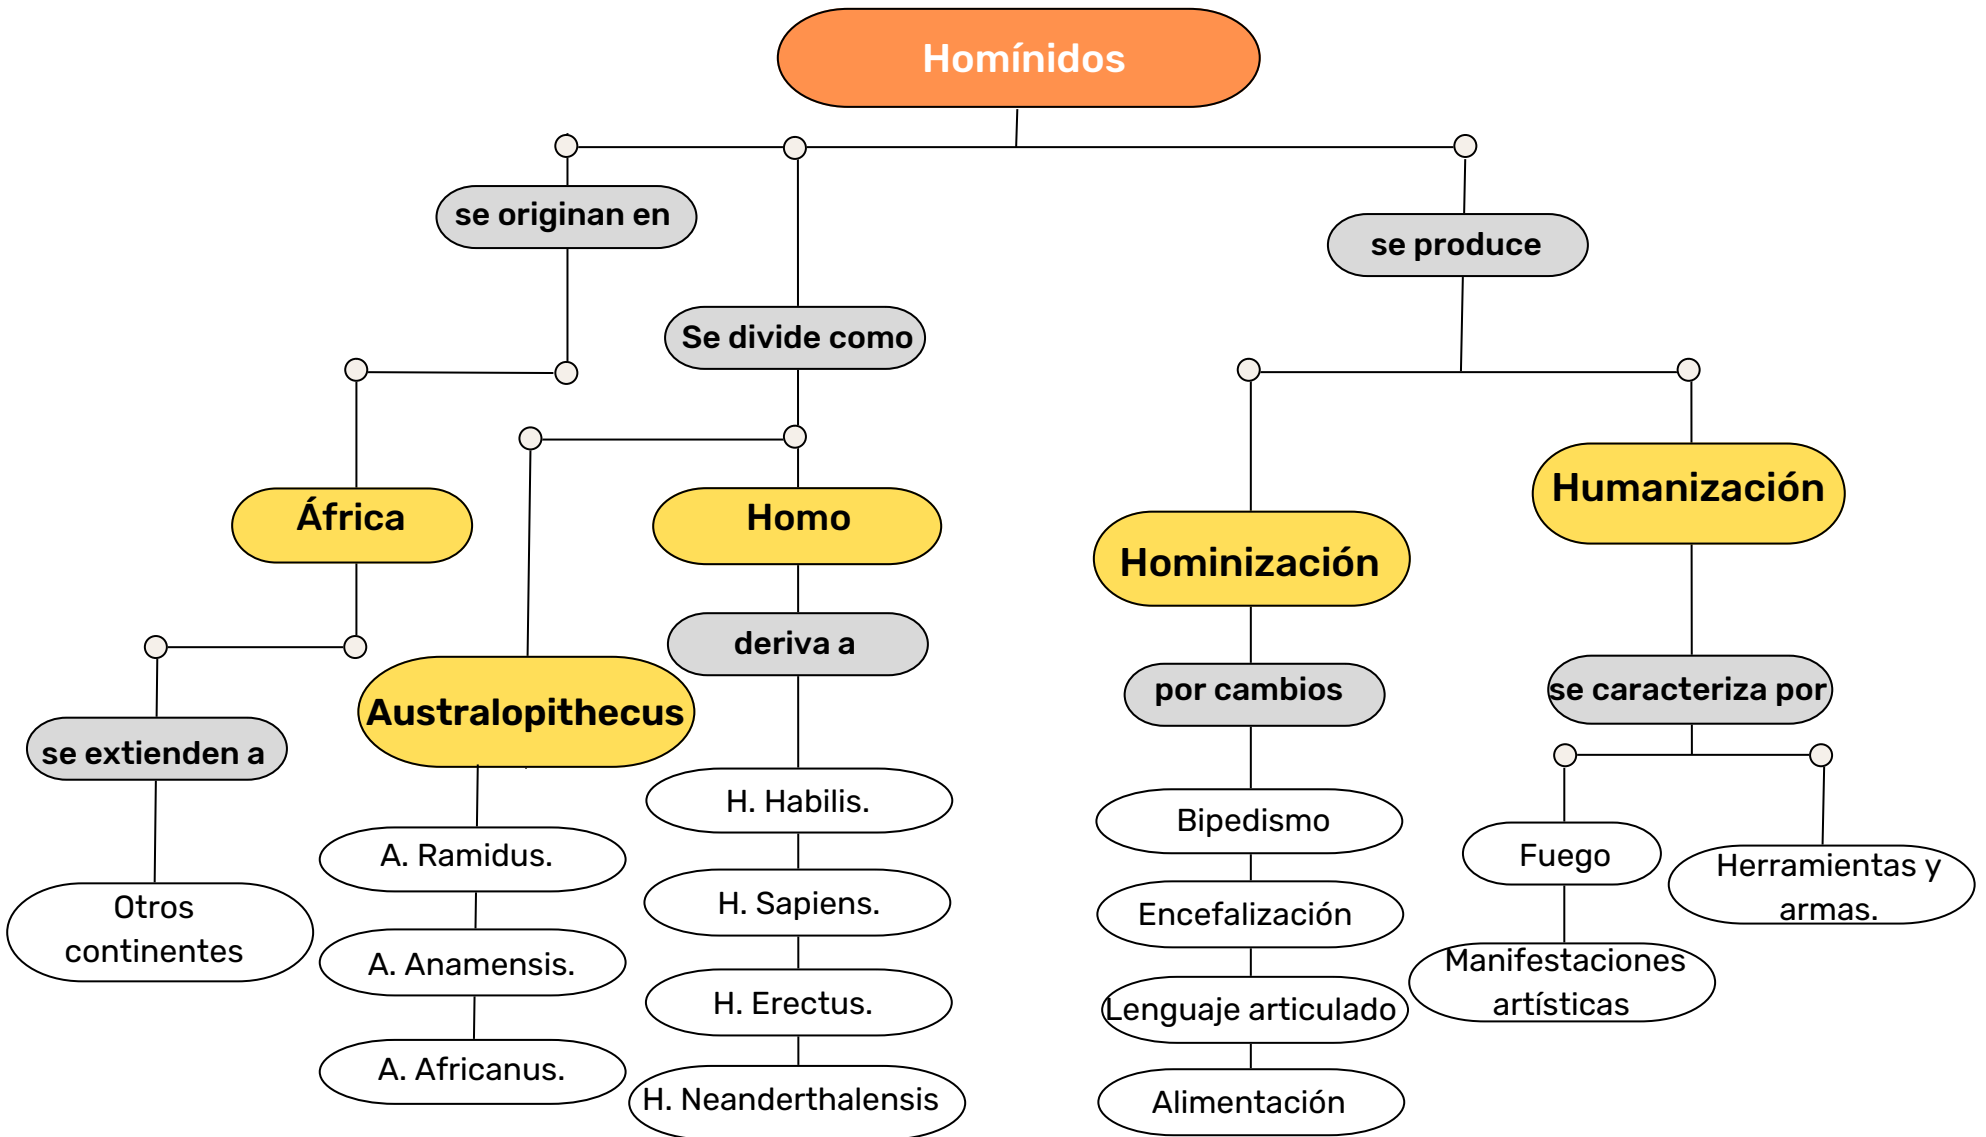 Homínidos
se originan en
se produce
Se divide como
África
Homo
Humanización
Hominización
deriva a
Australopithecus
por cambios
se caracteriza por
se extienden a
H. Habilis.
Bipedismo
A. Ramidus.
Fuego
Herramientas y
armas.
Otros
continentes
H. Sapiens.
Encefalización
A. Anamensis.
Manifestaciones
artísticas
H. Erectus.
Lenguaje articulado
A. Africanus.
H. Neanderthalensis
Alimentación